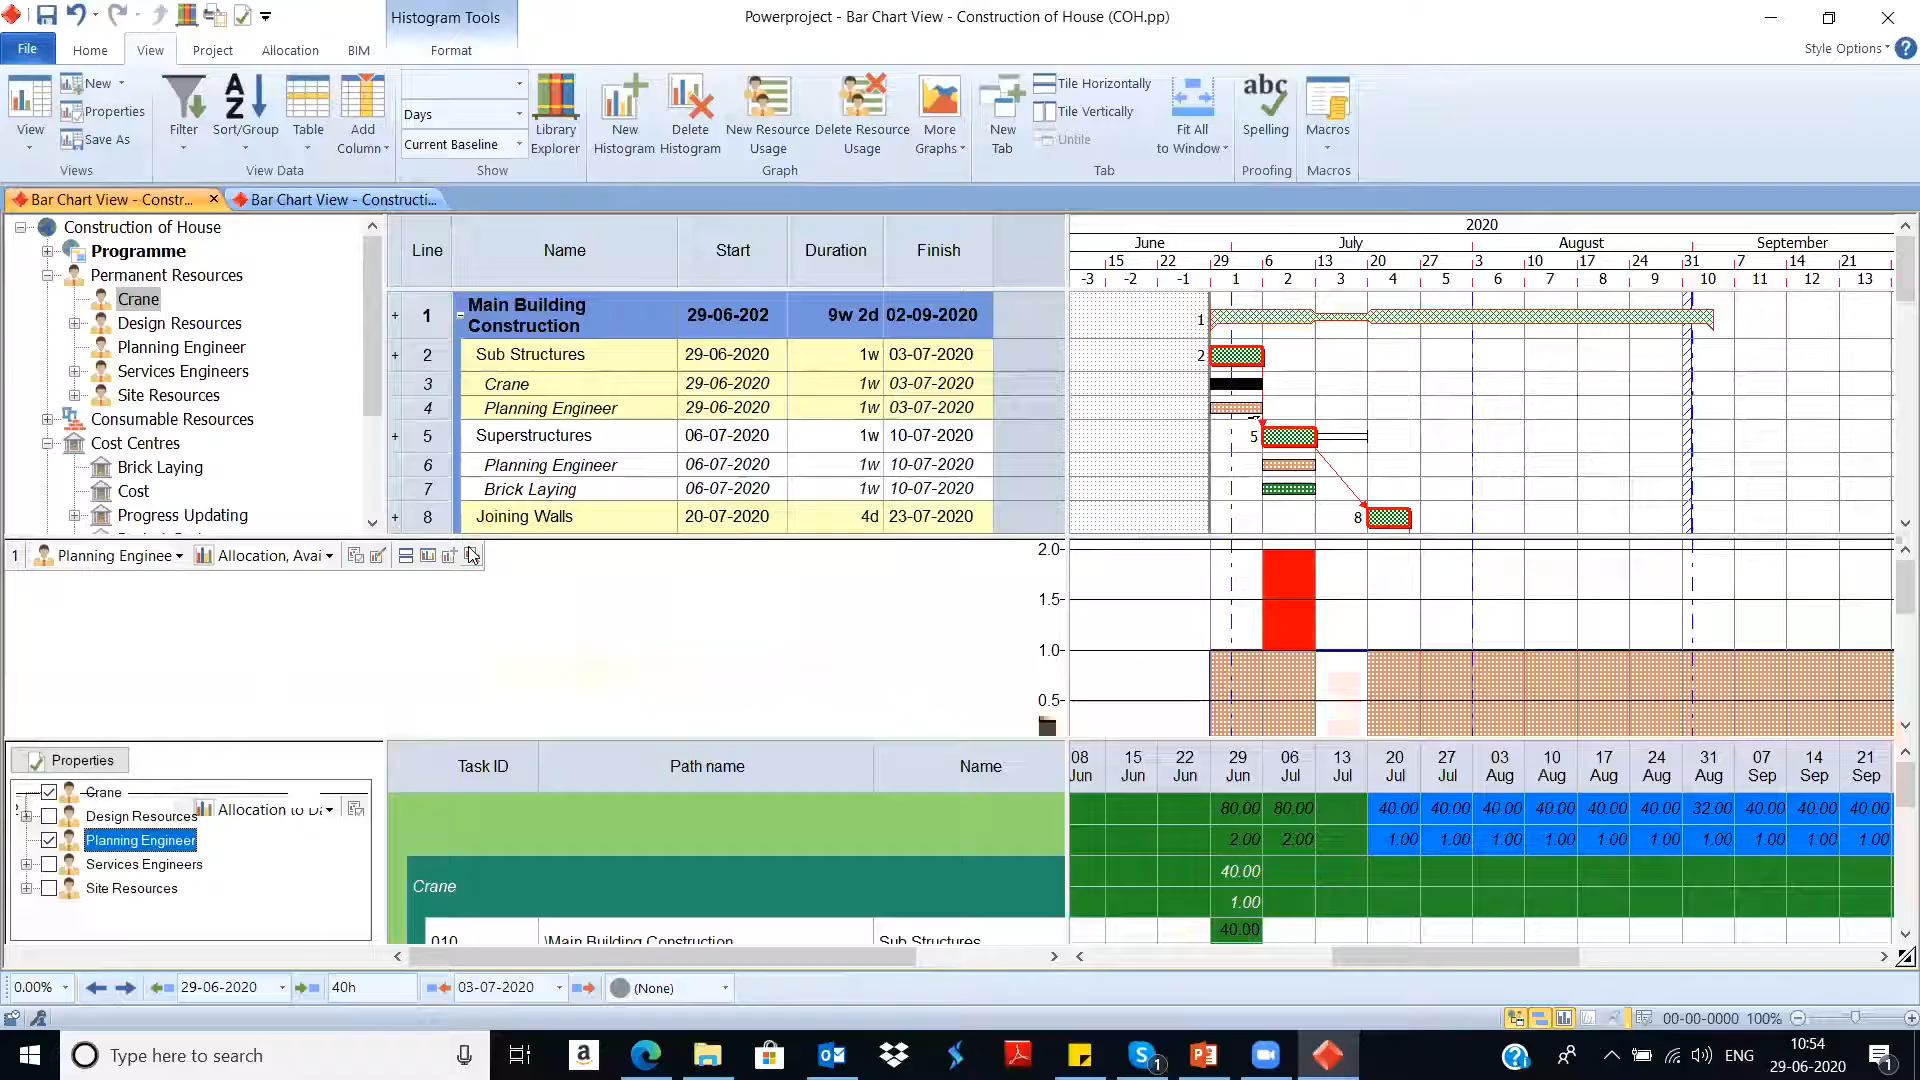 Histogram Tools
Powerproject - Bar Chart View - Construction of House (COH.pp)
File Home View Project Allocation BIM Format Style Options
New
Properties
Save As
View Filter Sort/Group Table Add Column
Days
Current Baseline
Library Explorer
New Histogram Delete Histogram New Resource Usage Delete Resource Usage More Graphs
New Tab Tile Horizontally
Tile Vertically
Untile
Fit All to Window
abc
Spelling Macros
Views View Data Show Graph Tab Proofing Macros
Bar Chart View - Constr... Bar Chart View - Constructi...
Construction of House
Programme
Permanent Resources
Crane
Design Resources
Planning Engineer
Services Engineers
Site Resources
Consumable Resources
Cost Centres
Brick Laying
Cost
Progress Updating
Line Name Start Duration Finish
1 Main Building Construction 29-06-202 9w 2d 02-09-2020
2 Sub Structures 29-06-2020 1w 03-07-2020
3 Crane 29-06-2020 1w 03-07-2020
4 Planning Engineer 29-06-2020 1w 03-07-2020
5 Superstructures 06-07-2020 1w 10-07-2020
6 Planning Engineer 06-07-2020 1w 10-07-2020
7 Brick Laying 06-07-2020 1w 10-07-2020
8 Joining Walls 20-07-2020 4d 23-07-2020
2020
June July August September
15 22 29 6 13 20 27 3 10 17 24 31 7 14 21
-3 -2 -1 1 2 3 4 5 6 7 8 9 10 11 12 13
1
2
5
8
1 Planning Enginee Allocation, Avai
2.0
1.5
1.0
0.5
Properties
Crane
Design Resources
Allocation to Da
Planning Engineer
Services Engineers
Site Resources
Task ID Path name Name
08 Jun 15 Jun 22 Jun 29 Jun 06 Jul 13 Jul 20 Jul 27 Jul 03 Aug 10 Aug 17 Aug 24 Aug 31 Aug 07 Sep 14 Sep 21 Sep
80.00 80.00 40.00 40.00 40.00 40.00 40.00 40.00 32.00 40.00 40.00 40.00
2.00 2.00 1.00 1.00 1.00 1.00 1.00 1.00 1.00 1.00 1.00 1.00
Crane
40.00
1.00
010 \Main Building Construction Sub Structures 40.00
0.00% 29-06-2020 40h 03-07-2020 (None)
00-00-0000 100%
Type here to search
ENG
10:54
29-06-2020